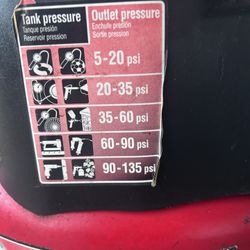 Tank pressure
Outlet pressure
Tanque presión
Eochulle presión
Réservoir pression
Sortie pression
5-20 psi
20-35 psi
35-60 psi
60-90 psi
90-135 psi